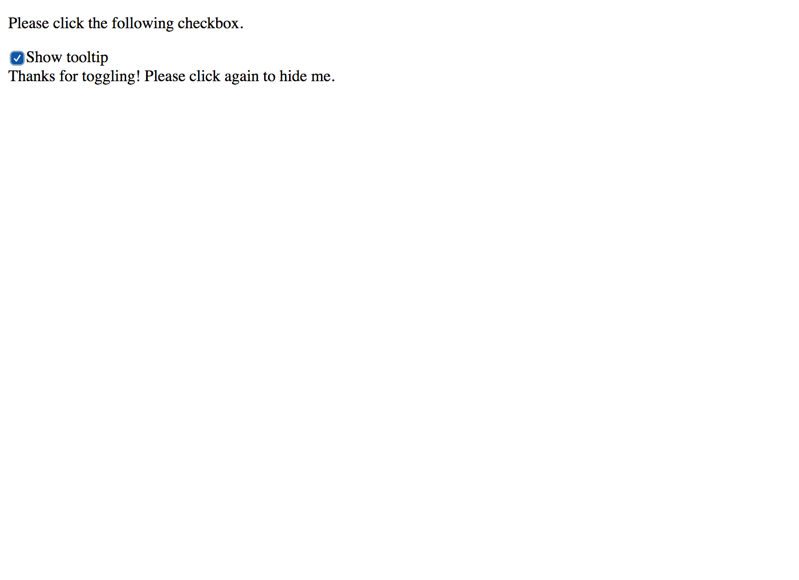 Please click the following checkbox.
Show tooltip
Thanks for toggling! Please click again to hide me.